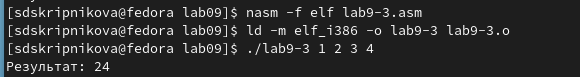 [sdskripnikova@fedora lab09]$ nasm -f elf lab9-3.asm
[sdskripnikova@fedora lab09]$ ld -m elf_i386 -o lab9-3 lab9-3.o
[sdskripnikova@fedora lab09]$ ./lab9-3 1 2 3 4
Результат: 24